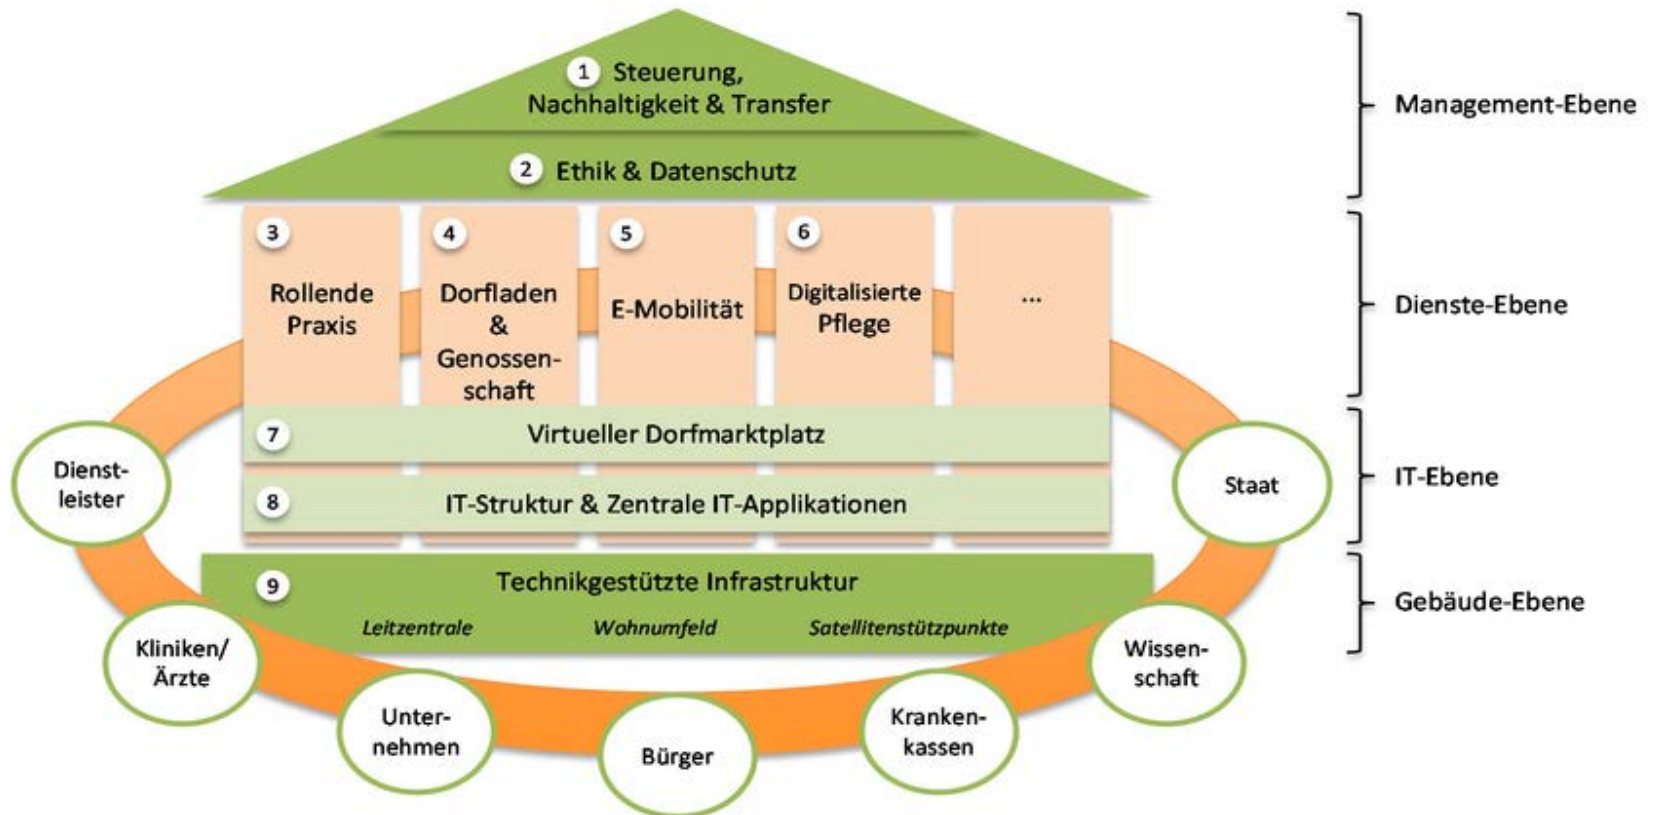 1 Steuerung,
Nachhaltigkeit & Transfer
2 Ethik & Datenschutz
Management-Ebene
3
Rollende
Praxis
4
Dorfladen
&
Genossen-
schaft
5
E-Mobilität
6
Digitalisierte
Pflege
...
Dienste-Ebene
7 Virtueller Dorfmarktplatz
8 IT-Struktur & Zentrale IT-Applikationen
IT-Ebene
9 Technikgestützte Infrastruktur
Leitzentrale Wohnumfeld Satellitenstützpunkte
Gebäude-Ebene
Dienst-
leister
Kliniken/
Ärzte
Unter-
nehmen
Bürger
Kranken-
kassen
Wissen-
schaft
Staat